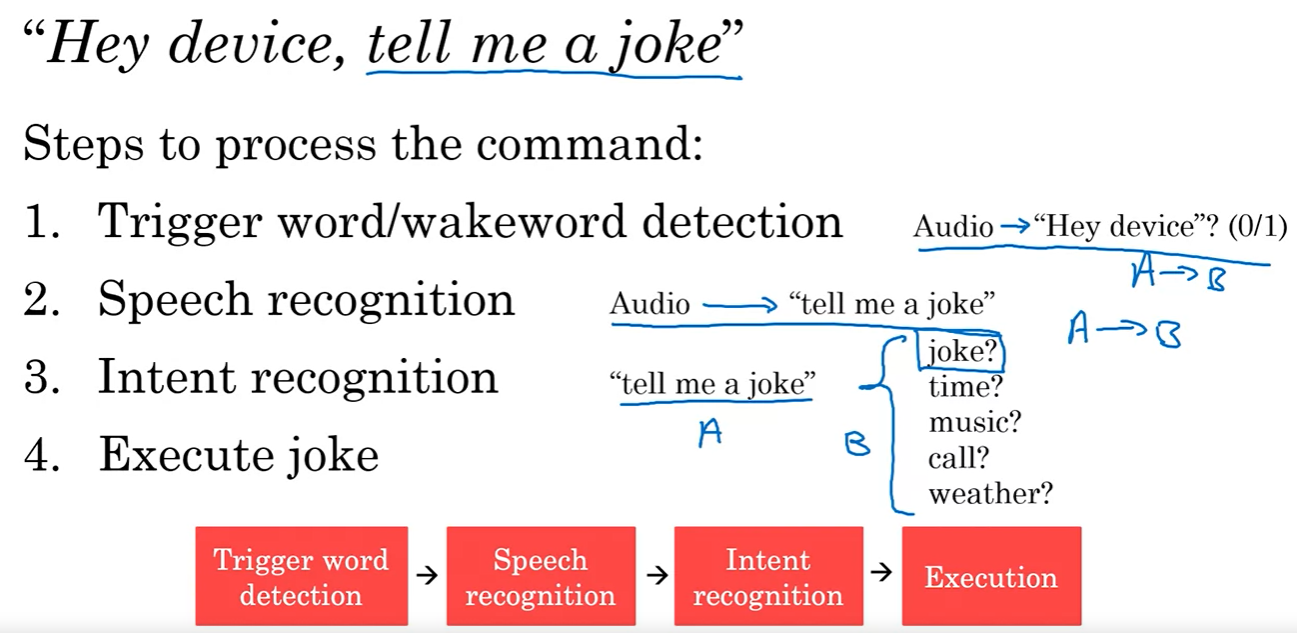 “Hey device, tell me a joke”
Steps to process the command:
1. Trigger word/wakeword detection
Audio → “Hey device”? (0/1)
A → B
2. Speech recognition
Audio → “tell me a joke”
A → B
3. Intent recognition
“tell me a joke”
A
B
joke?
time?
music?
call?
weather?
4. Execute joke
Trigger word
detection
→
Speech
recognition
→
Intent
recognition
→
Execution